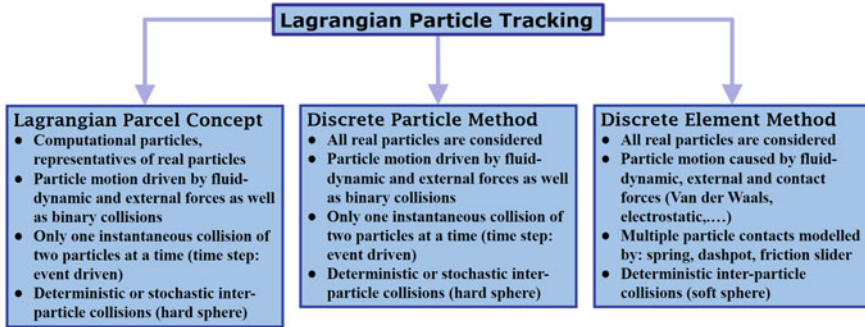 Lagrangian Particle Tracking
Lagrangian Parcel Concept
● Computational particles,
representatives of real particles
● Particle motion driven by fluid-
dynamic and external forces as well
as binary collisions
● Only one instantaneous collision of
two particles at a time (time step:
event driven)
● Deterministic or stochastic inter-
particle collisions (hard sphere)
Discrete Particle Method
● All real particles are considered
● Particle motion driven by fluid-
dynamic and external forces as well
as binary collisions
● Only one instantaneous collision of
two particles at a time (time step:
event driven)
● Deterministic or stochastic inter-
particle collisions (hard sphere)
Discrete Element Method
● All real particles are considered
● Particle motion caused by fluid-
dynamic, external and contact
forces (Van der Waals,
electrostatic,....)
● Multiple particle contacts modelled
by: spring, dashpot, friction slider
● Deterministic inter-particle
collisions (soft sphere)